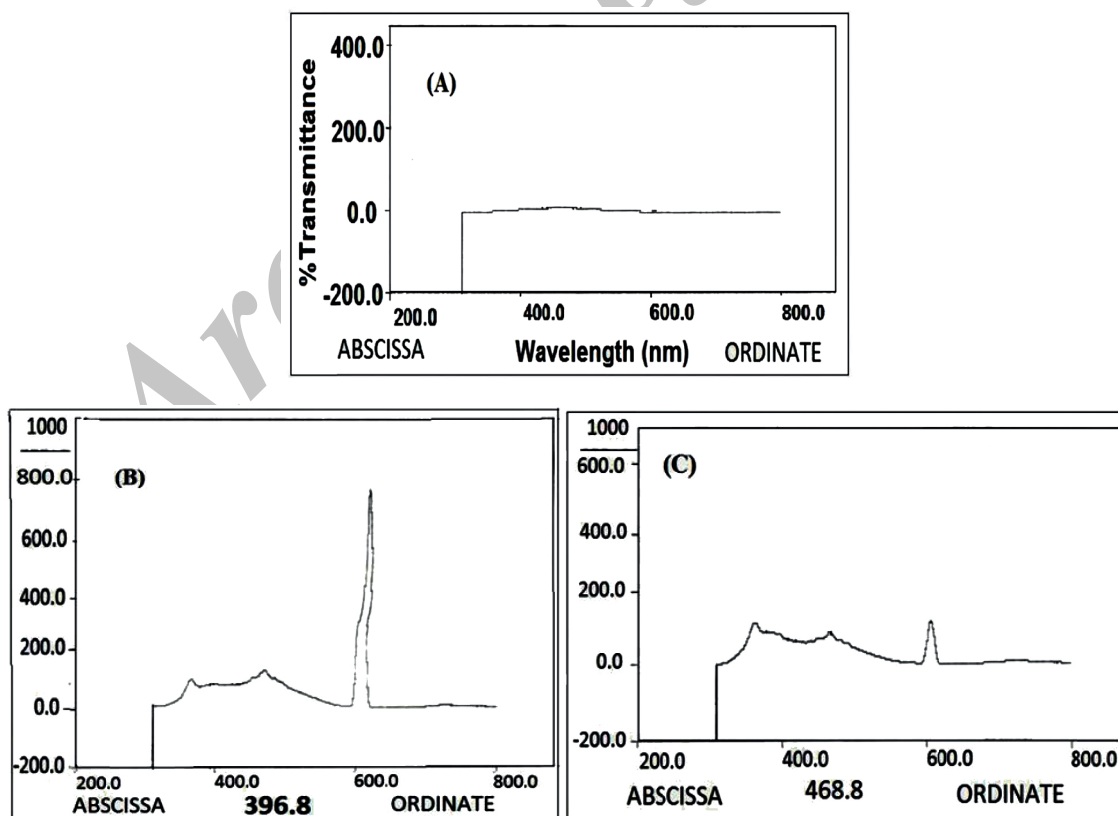 400.0
(A)
200.0
0.0
-200.0
% Transmittance
200.0 400.0 600.0 800.0
ABSCISSA Wavelength (nm) ORDINATE
1000
800.0
(B)
600.0
400.0
200.0
0.0
-200.0
200.0 400.0 600.0 800.0
ABSCISSA 396.8 ORDINATE
1000
600.0
(C)
400.0
200.0
0.0
-200.0
200.0 400.0 600.0 800.0
ABSCISSA 468.8 ORDINATE